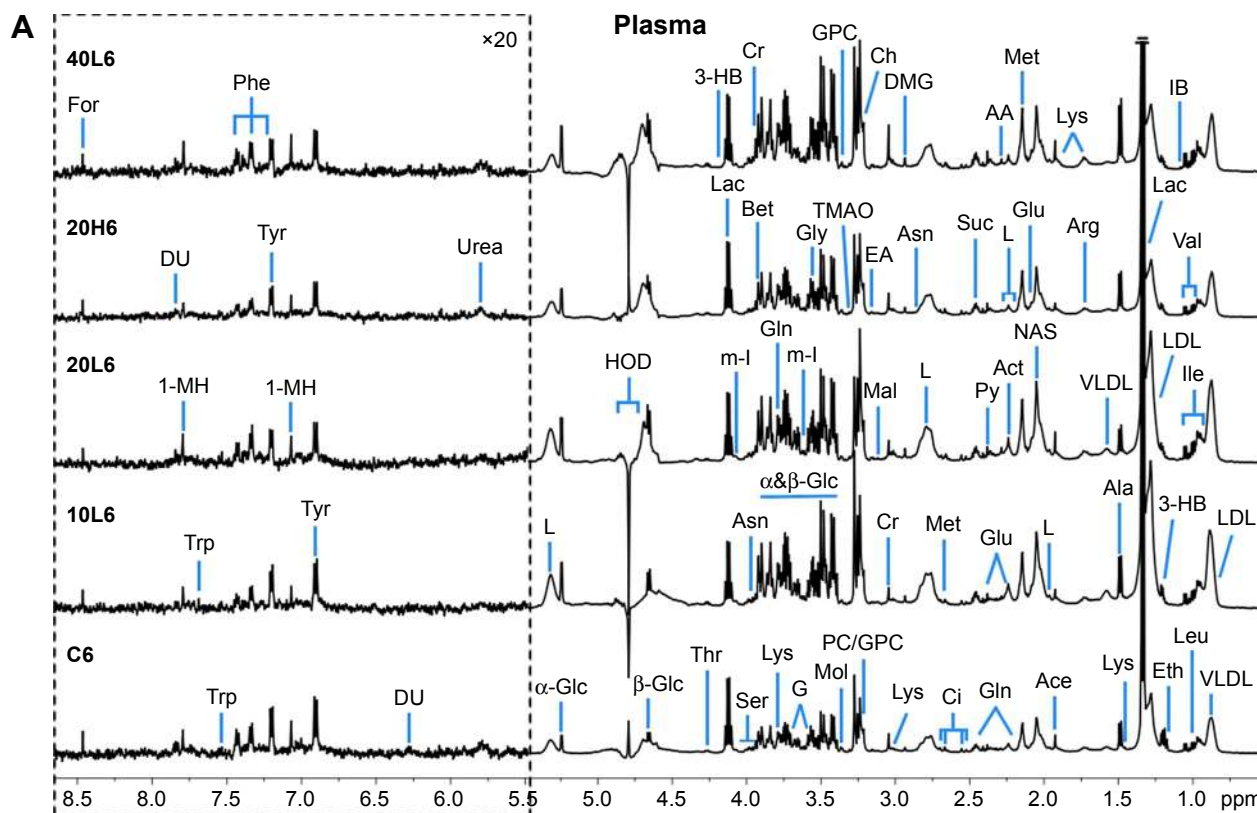 A
Plasma
×20
40L6
For
Phe
3-HB
Cr
GPC
Ch
DMG
AA
Met
Lys
IB
20H6
DU
Tyr
Urea
Lac
Bet
Gly
TMAO
EA
Asn
Suc
L
Glu
Arg
Lac
Val
20L6
1-MH
1-MH
HOD
m-I
Gln
m-I
Mal
L
Py
Act
NAS
VLDL
LDL
Ile
10L6
Trp
Tyr
L
Asn
α&β-Glc
Cr
Met
Glu
L
Ala
3-HB
LDL
C6
Trp
DU
α-Glc
β-Glc
Thr
Ser
Lys
G
Mol
PC/GPC
Lys
Ci
Gln
Ace
Lys
Eth
Leu
VLDL
8.5 8.0 7.5 7.0 6.5 6.0 5.5 5.0 4.5 4.0 3.5 3.0 2.5 2.0 1.5 1.0 ppm